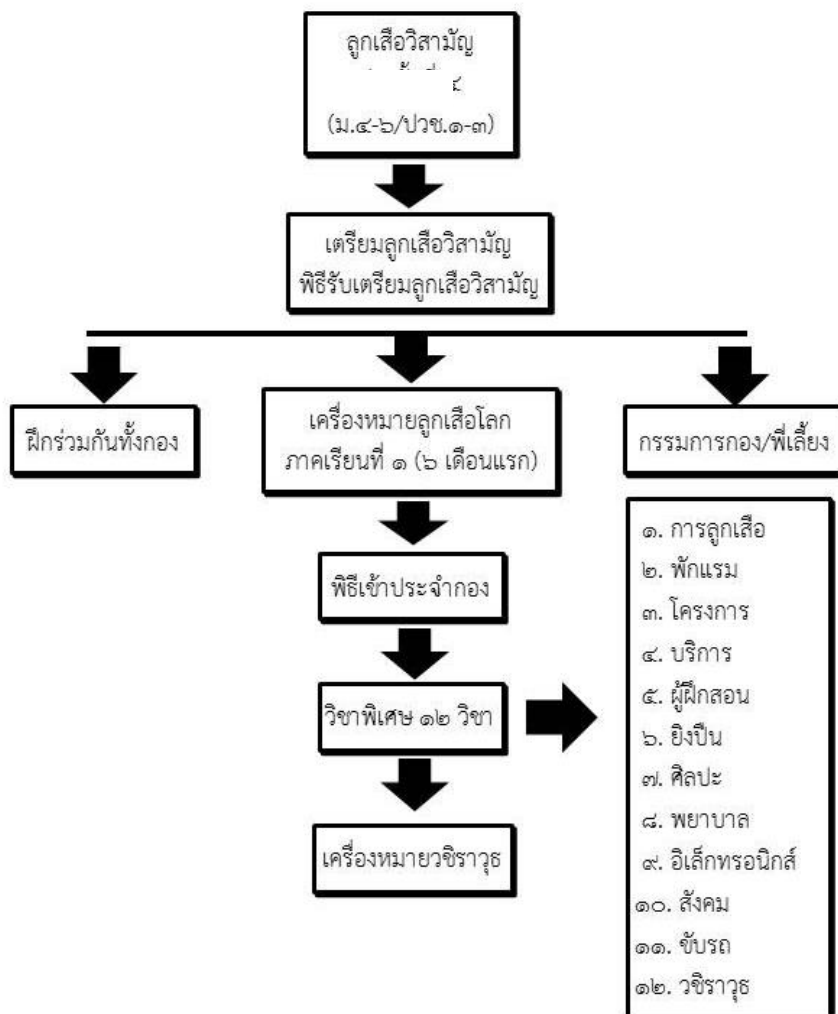 ลูกเสือวิสามัญ
(ม.๔-๖/ปวช.๑-๓)
เตรียมลูกเสือวิสามัญ
พิธีรับเตรียมลูกเสือวิสามัญ
ฝึกร่วมกันทั้งกอง
เครื่องหมายลูกเสือโลก
ภาคเรียนที่ ๑ (๖ เดือนแรก)
กรรมการกอง/พี่เลี้ยง
พิธีเข้าประจำกอง
วิชาพิเศษ ๑๒ วิชา
เครื่องหมายวชิราวุธ
๑. การลูกเสือ
๒. พักแรม
๓. โครงการ
๔. บริการ
๕. ผู้ฝึกสอน
๖. ยิงปืน
๗. ศิลปะ
๘. พยาบาล
๙. อิเล็กทรอนิกส์
๑๐. สังคม
๑๑. ขับรถ
๑๒. วชิราวุธ